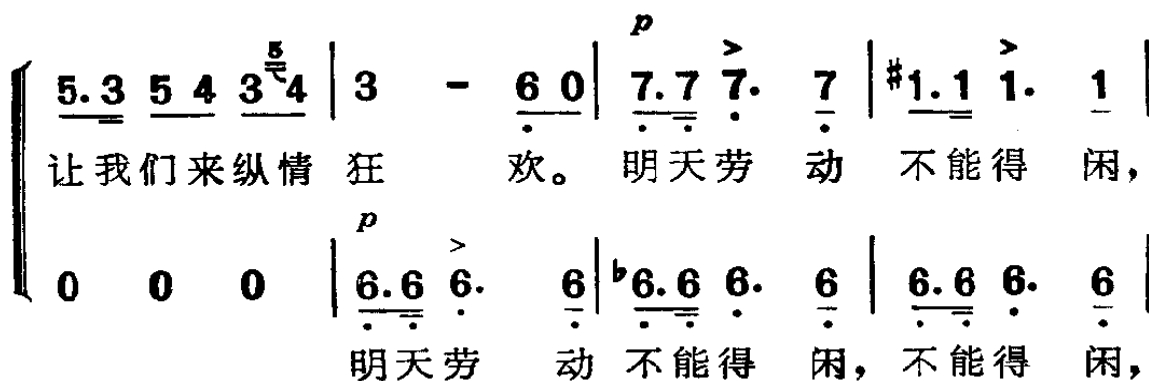 p
5.3 5 4 3 5 4 | 3 - 6 0 | 7.7 7. 7 | #1.1 1. 1 |
让我们来纵情 狂 欢。 明天劳 动 不能得 闲，
p
0 0 0 | 6.6 6. 6 | ♭6.6 6. 6 | 6.6 6. 6 |
明天劳 动 不能得 闲， 不能得 闲，